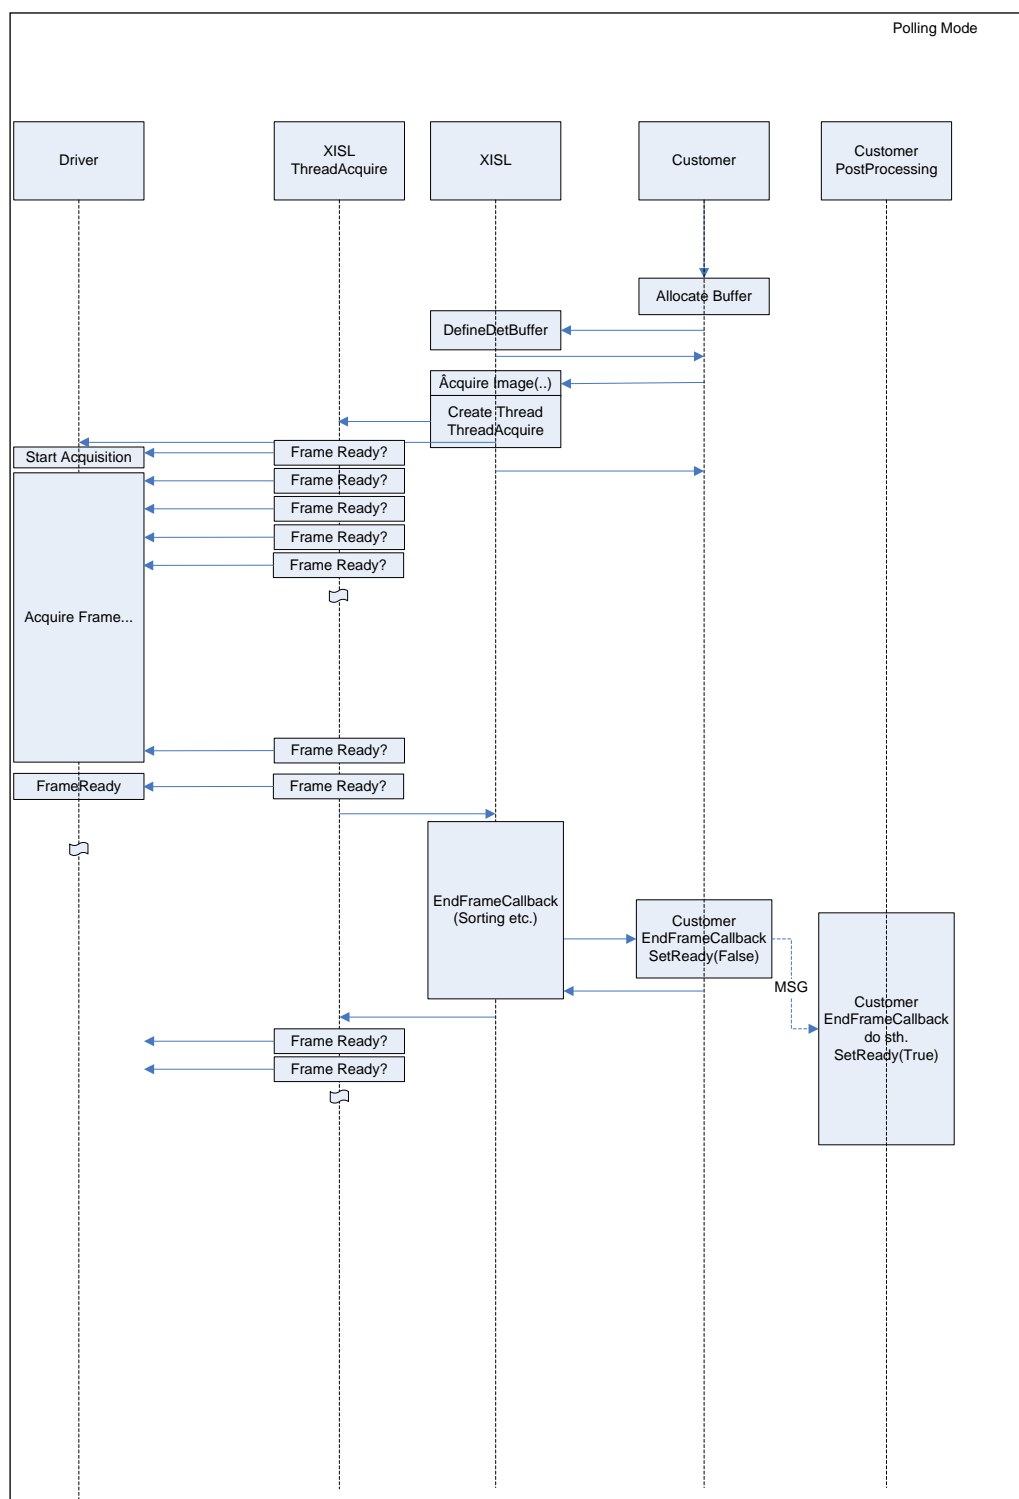 Polling Mode
Driver
XISL
ThreadAcquire
XISL
Customer
Customer
PostProcessing
Allocate Buffer
DefineDetBuffer
Âcquire Image(..)
Create Thread
ThreadAcquire
Frame Ready?
Start Acquisition
Frame Ready?
Frame Ready?
Frame Ready?
Frame Ready?
Acquire Frame...
Frame Ready?
FrameReady
Frame Ready?
EndFrameCallback
(Sorting etc.)
Customer
EndFrameCallback
SetReady(False)
MSG
Customer
EndFrameCallback
do sth.
SetReady(True)
Frame Ready?
Frame Ready?